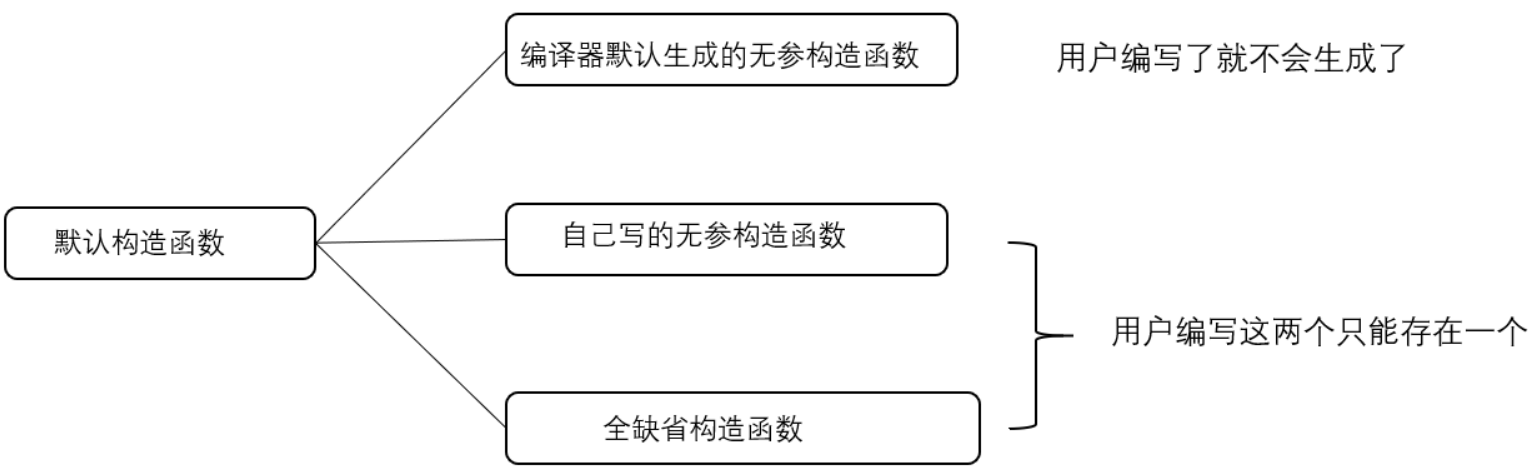 编译器默认生成的无参构造函数
用户编写了就不会生成了
默认构造函数
自己写的无参构造函数
用户编写这两个只能存在一个
全缺省构造函数